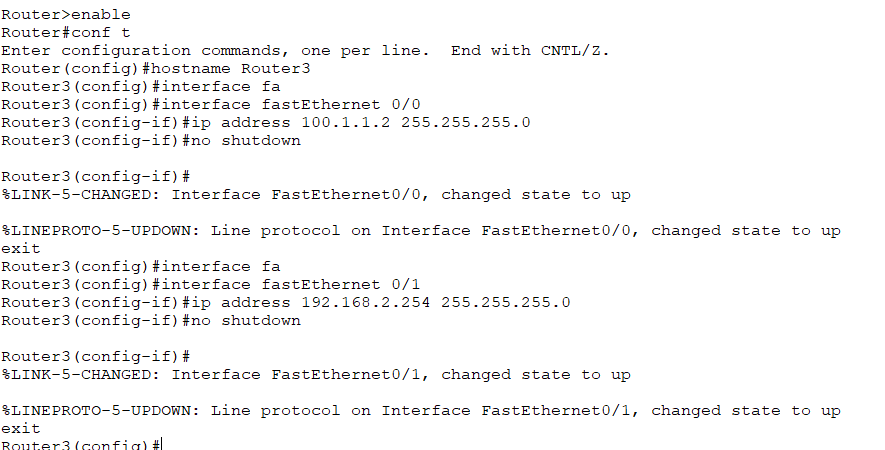 Router>enable
Router#conf t
Enter configuration commands, one per line.  End with CNTL/Z.
Router(config)#hostname Router3
Router3(config)#interface fa
Router3(config)#interface fastEthernet 0/0
Router3(config-if)#ip address 100.1.1.2 255.255.255.0
Router3(config-if)#no shutdown
Router3(config-if)#
%LINK-5-CHANGED: Interface FastEthernet0/0, changed state to up
%LINEPROTO-5-UPDOWN: Line protocol on Interface FastEthernet0/0, changed state to up
exit
Router3(config)#interface fa
Router3(config)#interface fastEthernet 0/1
Router3(config-if)#ip address 192.168.2.254 255.255.255.0
Router3(config-if)#no shutdown
Router3(config-if)#
%LINK-5-CHANGED: Interface FastEthernet0/1, changed state to up
%LINEPROTO-5-UPDOWN: Line protocol on Interface FastEthernet0/1, changed state to up
exit
Router3(config)#